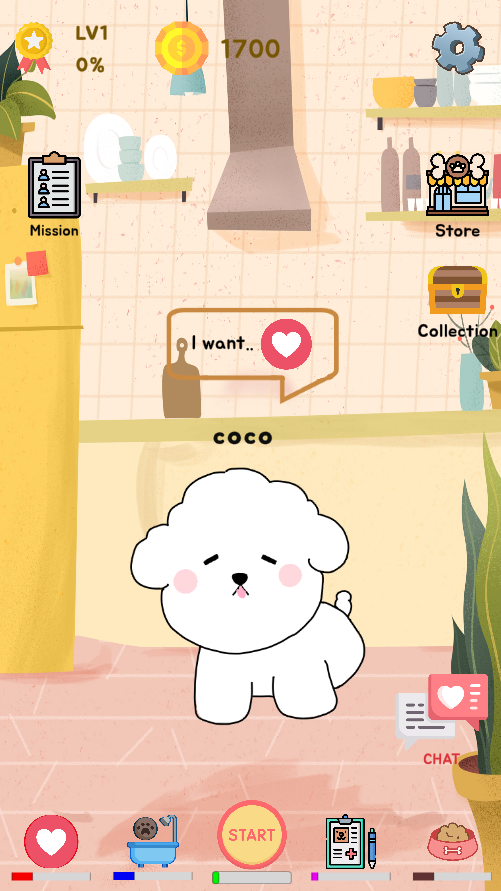 LV1
0%
1700
Mission
Store
Collection
I want..
coco
CHAT
START